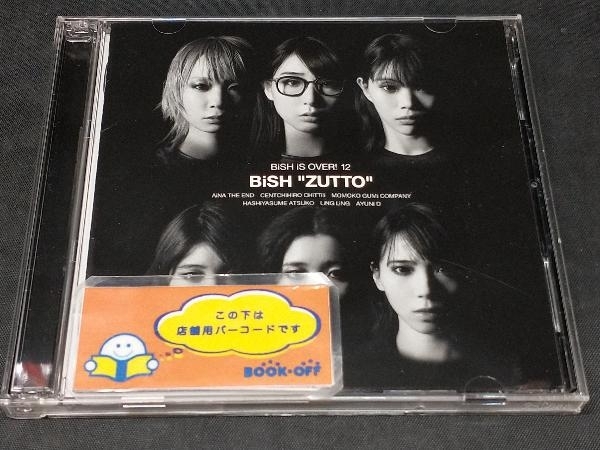 BiSH iS OVER! 12
BiSH "ZUTTO"
AiNA THE END CENTCHiHiRO CHiTTiii MOMOKO GUMi COMPANY
HASHiYASUME ATSUKO LiNG LiNG AYUNi D
この下は
店舗用バーコードです
BOOK・OFF